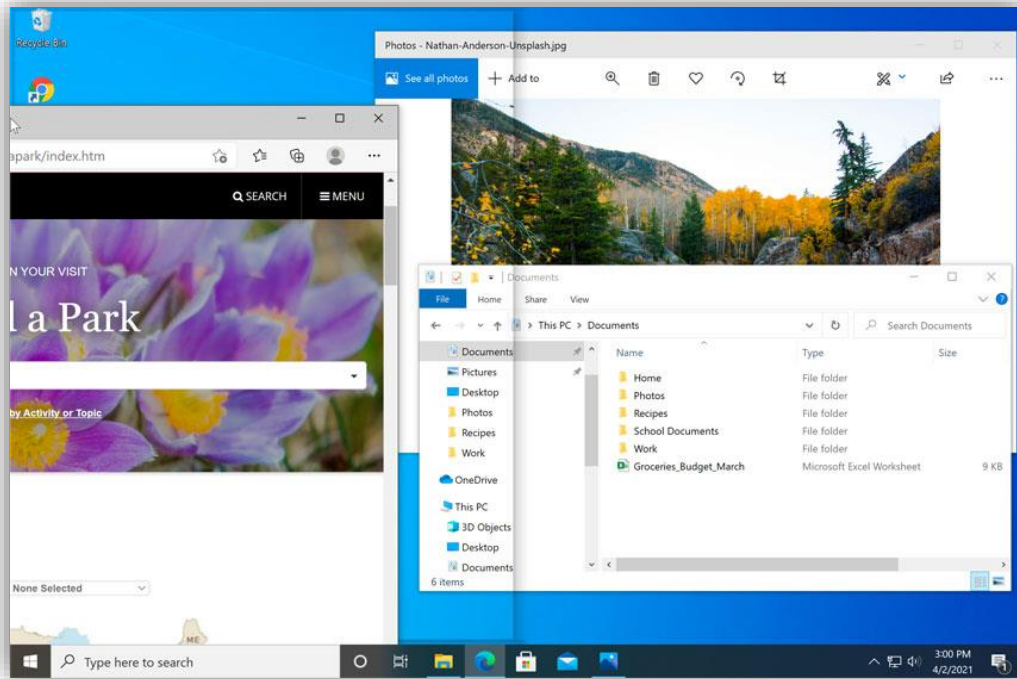 Recycle Bin
Photos - Nathan-Anderson-Unsplash.jpg
See all photos
Add to
apark/index.htm
SEARCH
MENU
N YOUR VISIT
l a Park
by Activity or Topic
None Selected
ME
Documents
File Home Share View
This PC > Documents
Search Documents
Documents
Pictures
Desktop
Photos
Recipes
Work
OneDrive
This PC
3D Objects
Desktop
Documents
Name Type Size
Home File folder
Photos File folder
Recipes File folder
School Documents File folder
Work File folder
Groceries_Budget_March Microsoft Excel Worksheet 9 KB
6 items
Type here to search
3:00 PM
4/2/2021
1